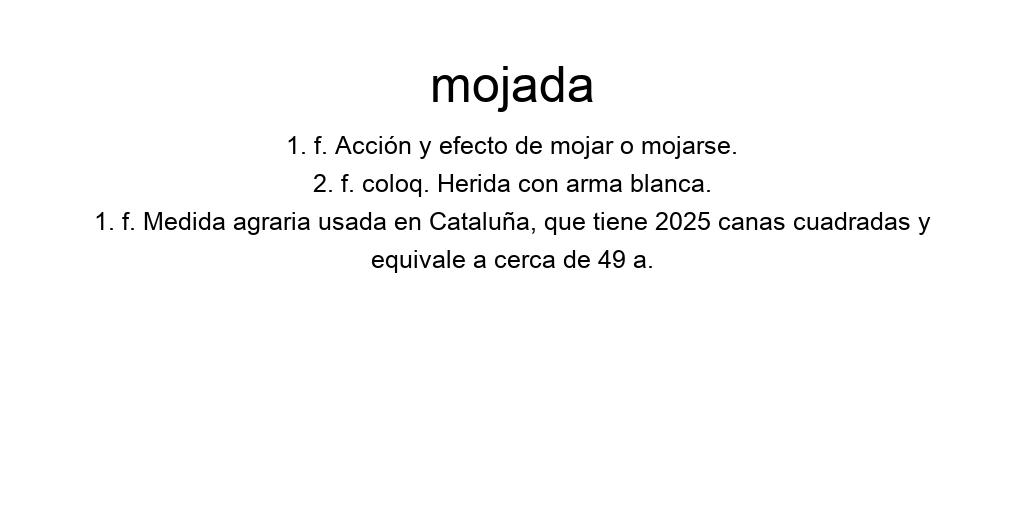 mojada
1. f. Acción y efecto de mojar o mojarse.
2. f. coloq. Herida con arma blanca.
1. f. Medida agraria usada en Cataluña, que tiene 2025 canas cuadradas y
equivale a cerca de 49 a.